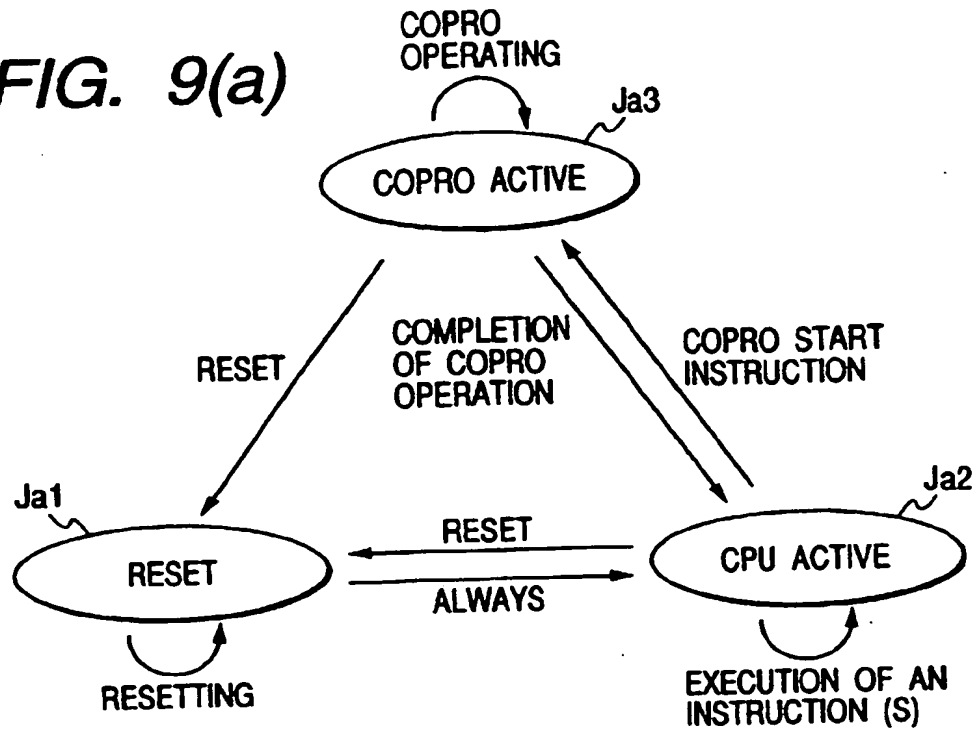 FIG. 9(a)
COPRO
OPERATING
Ja3
COPRO ACTIVE
RESET
COMPLETION
OF COPRO
OPERATION
COPRO START
INSTRUCTION
Ja1
RESET
RESET
ALWAYS
Ja2
CPU ACTIVE
RESETTING
EXECUTION OF AN
INSTRUCTION (S)